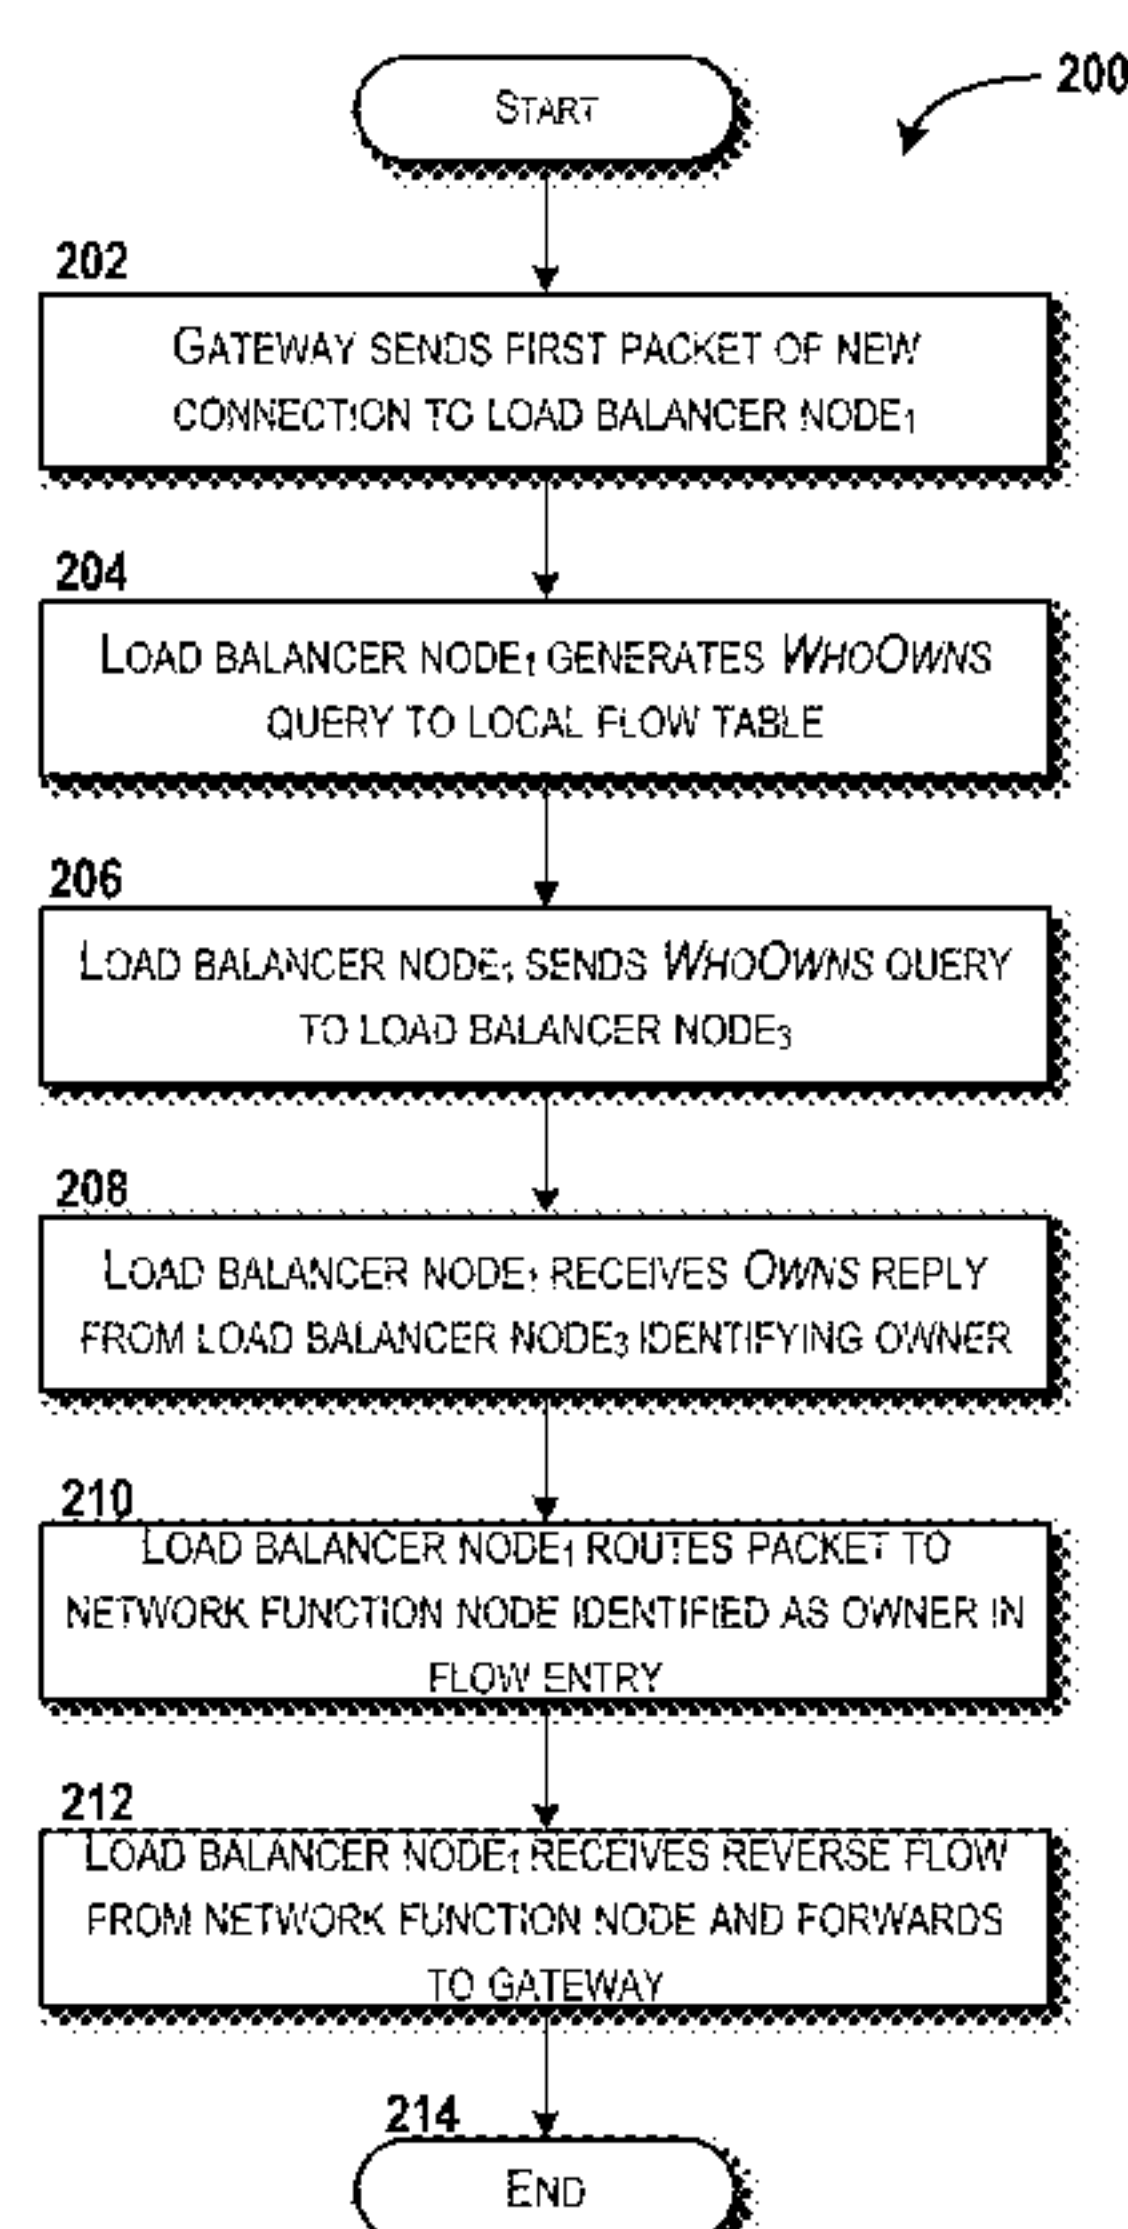 START
200
202
GATEWAY SENDS FIRST PACKET OF NEW
CONNECTION TO LOAD BALANCER NODE₁
204
LOAD BALANCER NODE₁ GENERATES WHOOWNS
QUERY TO LOCAL FLOW TABLE
206
LOAD BALANCER NODE₁ SENDS WHOOWNS QUERY
TO LOAD BALANCER NODE₃
208
LOAD BALANCER NODE₁ RECEIVES OWNS REPLY
FROM LOAD BALANCER NODE₃ IDENTIFYING OWNER
210
LOAD BALANCER NODE₁ ROUTES PACKET TO
NETWORK FUNCTION NODE IDENTIFIED AS OWNER IN
FLOW ENTRY
212
LOAD BALANCER NODE₁ RECEIVES REVERSE FLOW
FROM NETWORK FUNCTION NODE AND FORWARDS
TO GATEWAY
214
END